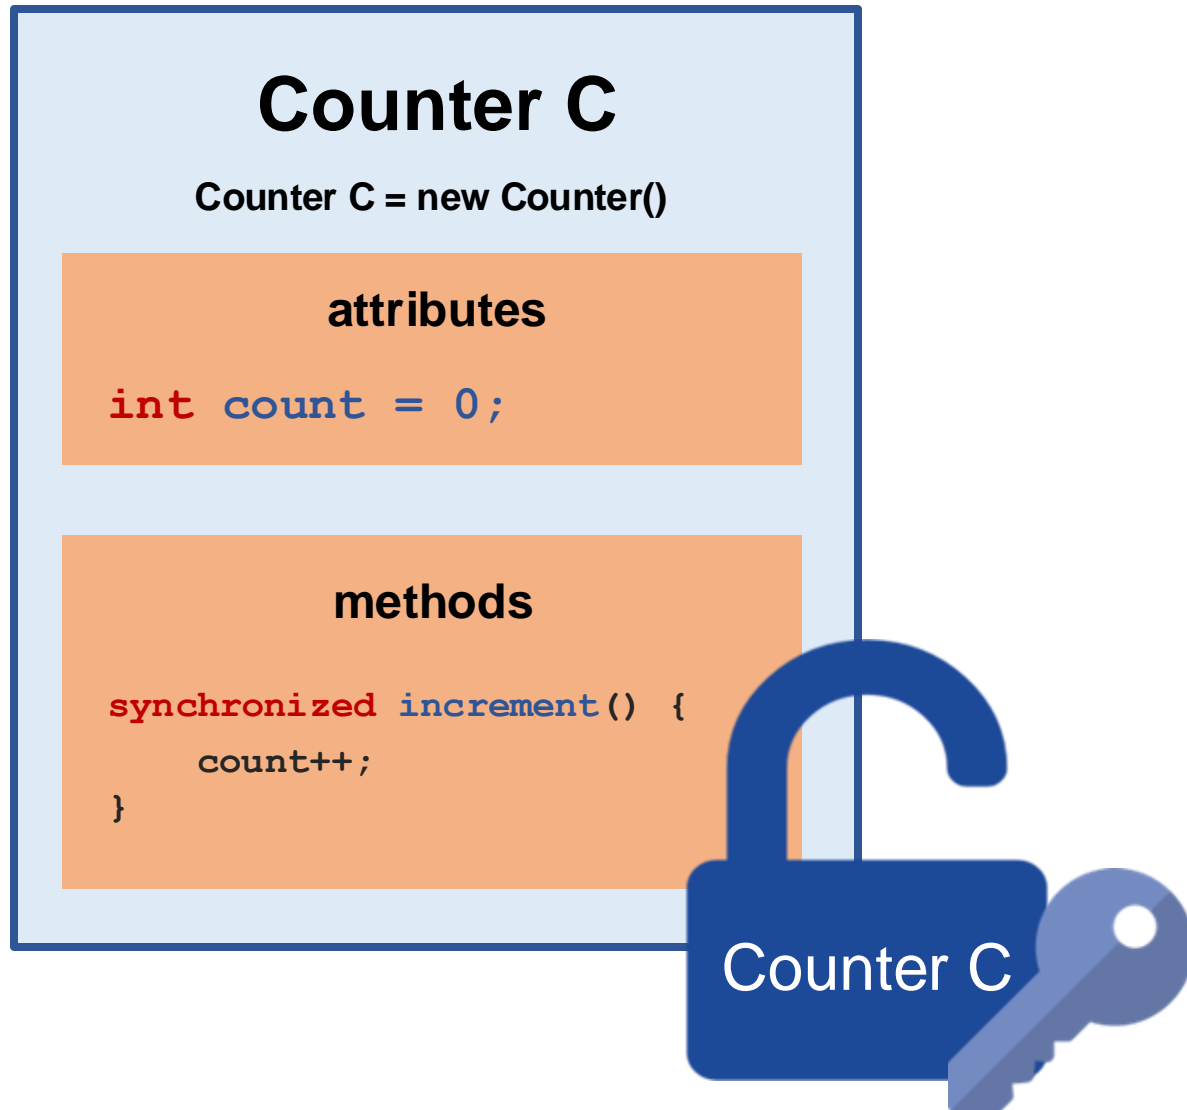 Counter C
Counter C = new Counter()
attributes
int count = 0;
methods
synchronized increment() {
count++;
}
Counter C